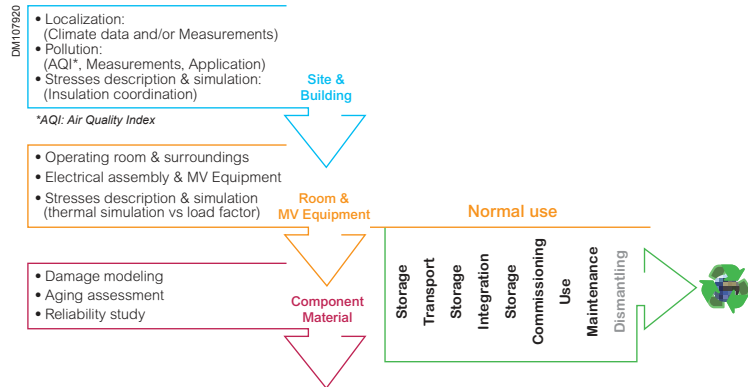 DM107920
• Localization:
(Climate data and/or Measurements)
• Pollution:
(AQI*, Measurements, Application)
• Stresses description & simulation:
(Insulation coordination)
Site &
Building
*AQI: Air Quality Index
• Operating room & surroundings
• Electrical assembly & MV Equipment
• Stresses description & simulation
(thermal simulation vs load factor)
Room &
MV Equipment
Normal use
• Damage modeling
• Aging assessment
• Reliability study
Component
Material
Storage
Transport
Storage
Integration
Storage
Commissioning
Use
Maintenance
Dismantling